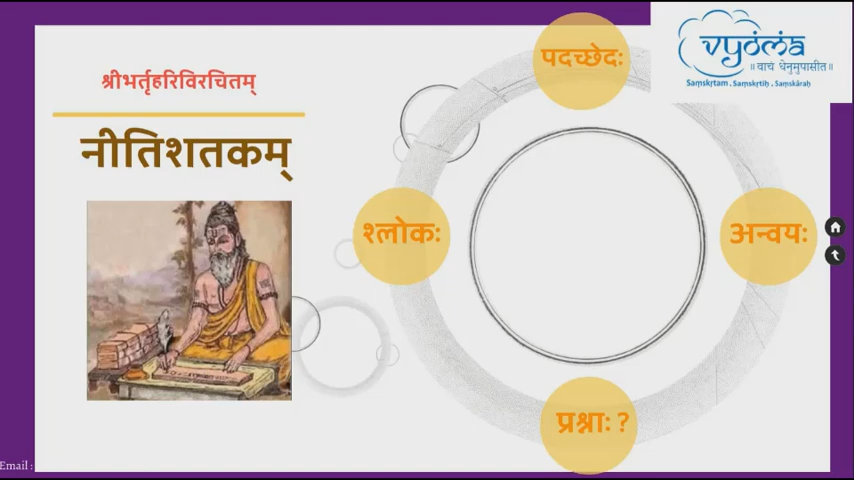 श्रीभर्तृहरिविरचितम्
नीतिशतकम्
पदच्छेदः
श्लोकः
अन्वयः
प्रश्नाः ?
vyoma
॥ वाचं धेनुमुपासीत ॥
Saṃskṛtam . Saṃskṛtiḥ . Saṃskāraḥ
Email :